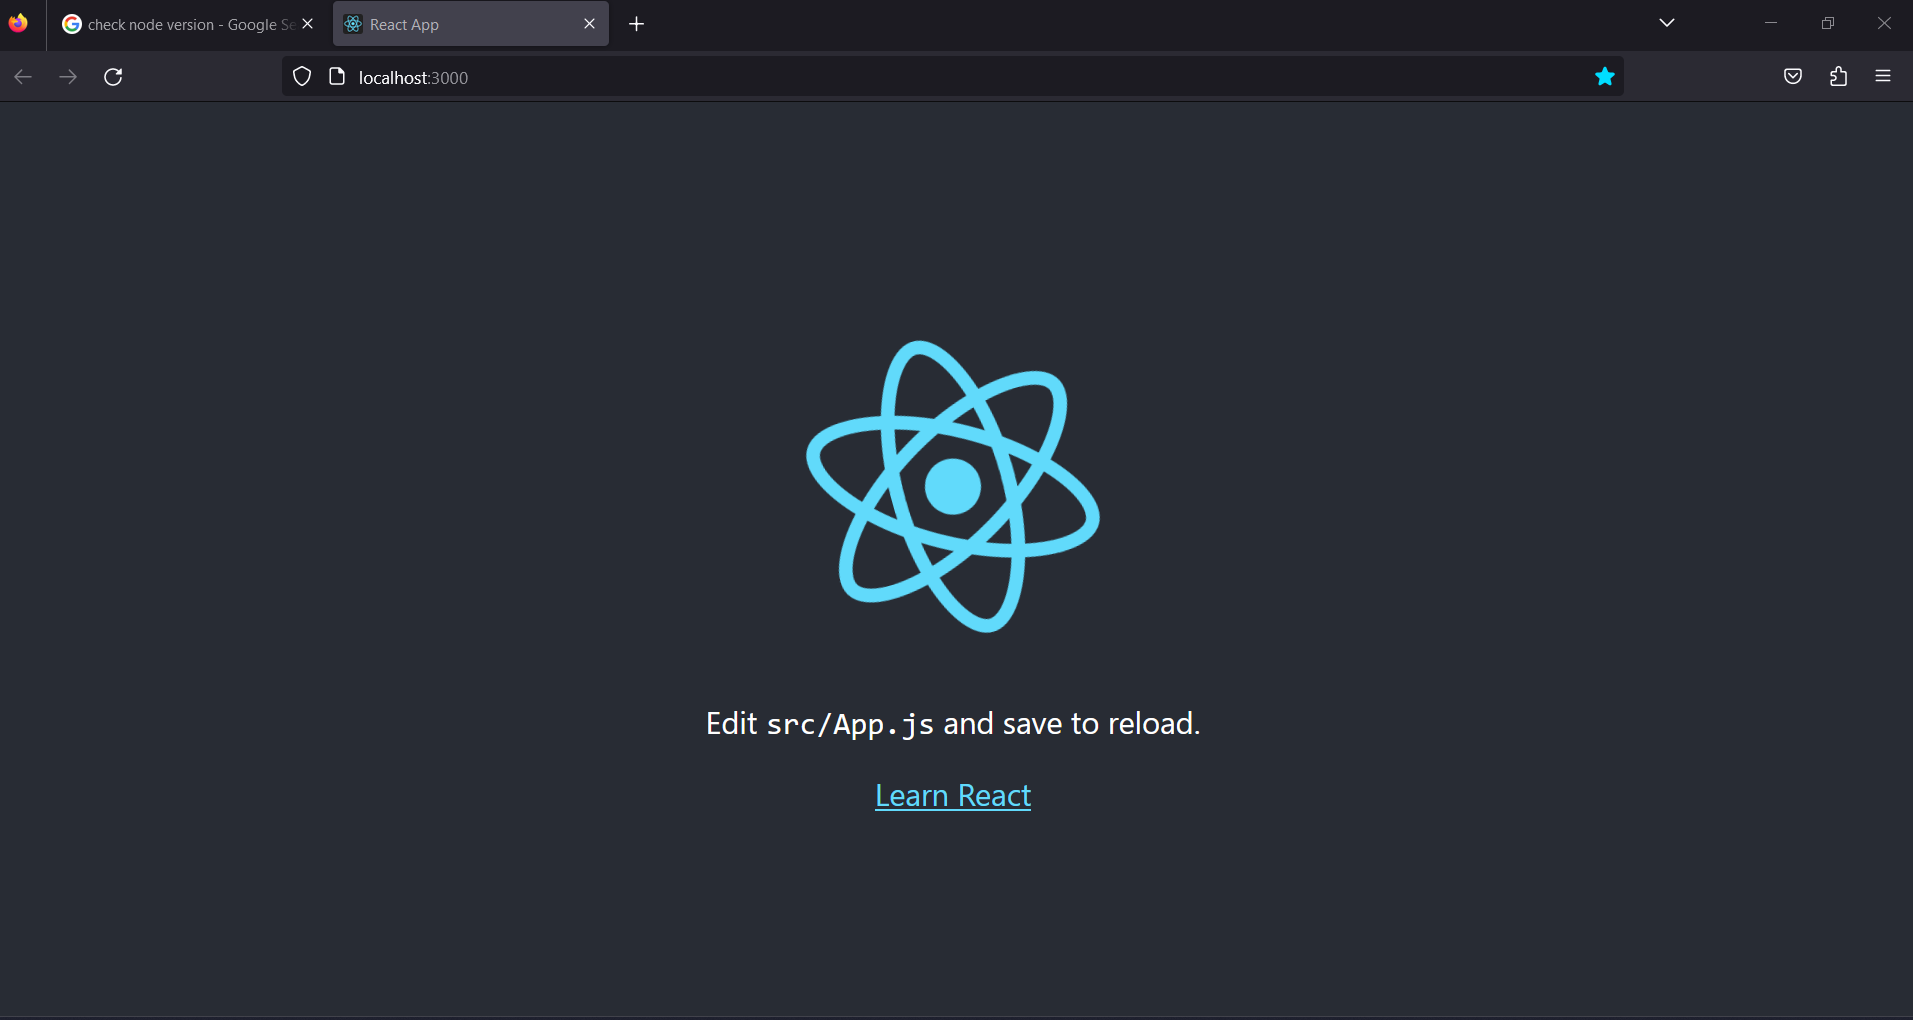 check node version - Google Se
React App
localhost:3000
Edit src/App.js and save to reload.
Learn React